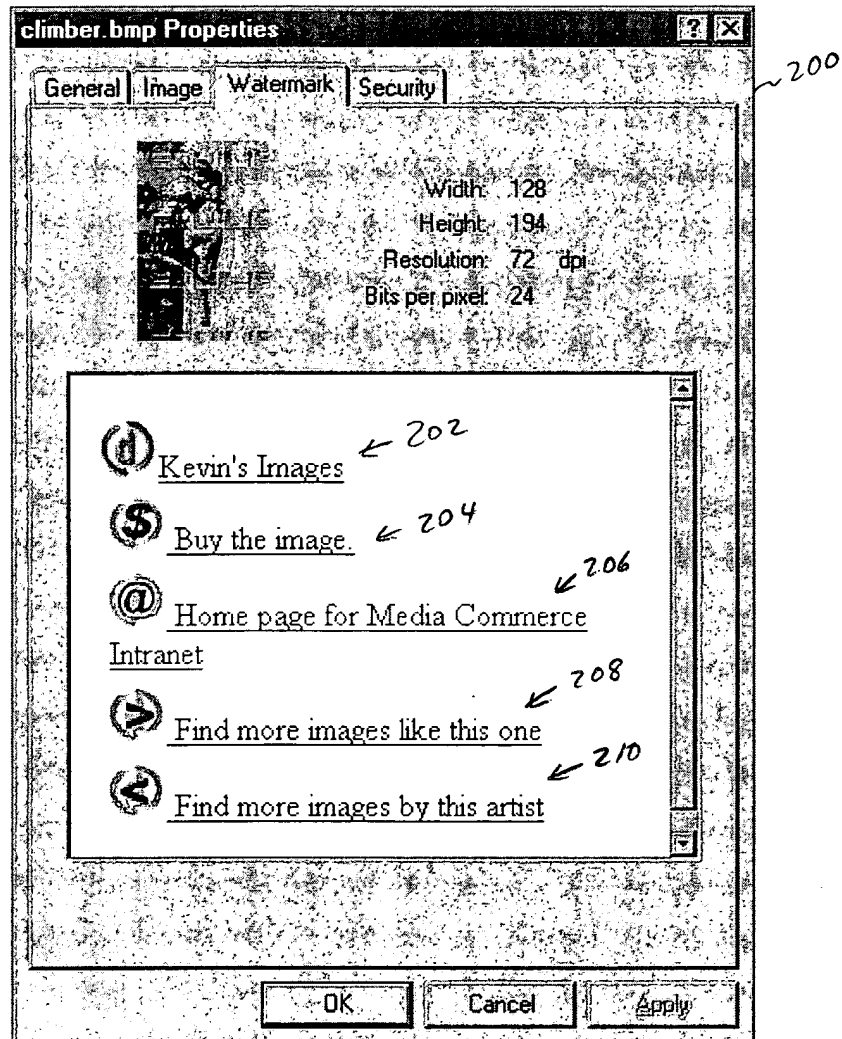 climber.bmp Properties ? X
200
General Image Watermark Security
Width: 128
Height: 194
Resolution: 72 dpi
Bits per pixel: 24
d Kevin's Images 202
$ Buy the image. 204
206
@ Home page for Media Commerce
Intranet
208
> Find more images like this one
210
< Find more images by this artist
OK Cancel Apply